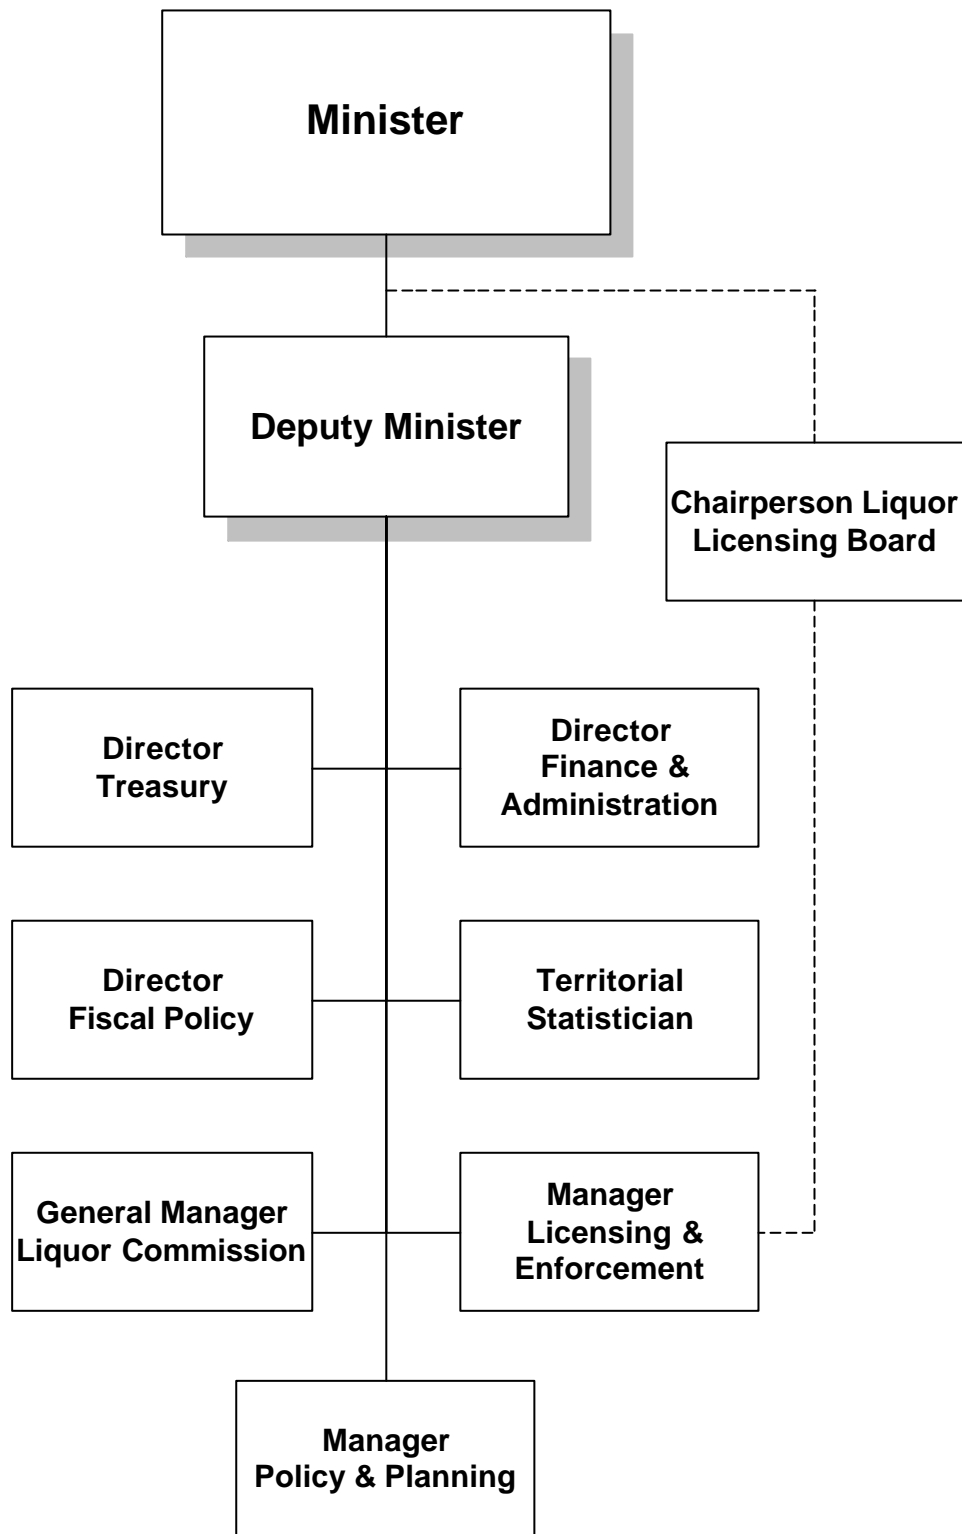 Minister
Deputy Minister
Chairperson Liquor
Licensing Board
Director
Treasury
Director
Finance &
Administration
Director
Fiscal Policy
Territorial
Statistician
General Manager
Liquor Commission
Manager
Licensing &
Enforcement
Manager
Policy & Planning